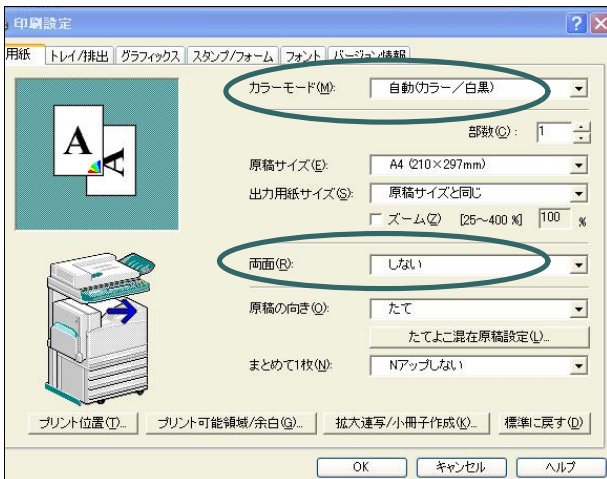 印刷設定
用紙 トレイ/排出 グラフィックス スタンプ/フォーム フォント バージョン情報
カラーモード(M): 自動(カラー/白黒)
部数(C): 1
原稿サイズ(E): A4 (210×297mm)
出力用紙サイズ(S): 原稿サイズと同じ
ズーム(Z) [25~400 %] 100 %
両面(R): しない
原稿の向き(O): たて
たてよこ混在原稿設定(L)...
まとめて1枚(N): Nアップしない
プリント位置(T)... プリント可能領域/余白(G)... 拡大連写/小冊子作成(K)... 標準に戻す(D)
OK キャンセル ヘルプ
A
A